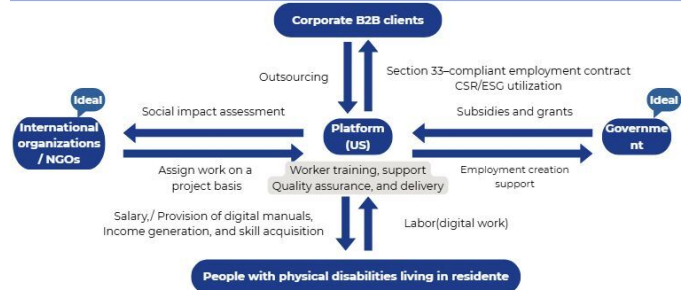 Corporate B2B clients
Outsourcing
Section 33–compliant employment contract
CSR/ESG utilization
Ideal
International
organizations
/ NGOs
Social impact assessment
Assign work on a
project basis
Platform
(US)
Worker training, support
Quality assurance, and delivery
Subsidies and grants
Employment creation
support
Ideal
Governme
nt
Salary,/ Provision of digital manuals,
Income generation, and skill acquisition
Labor(digital work)
People with physical disabilities living in residente